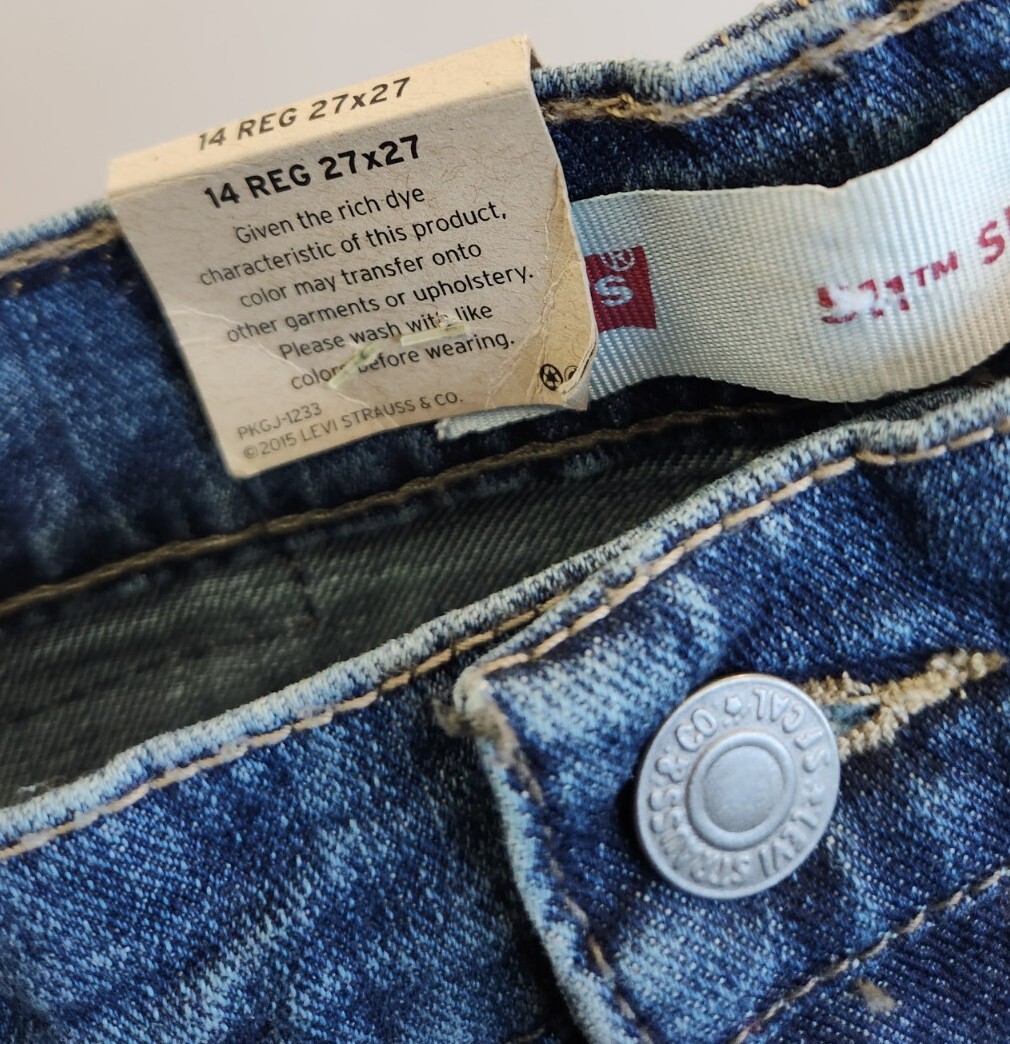 14 REG 27x27
14 REG 27x27
Given the rich dye
characteristic of this product,
color may transfer onto
other garments or upholstery.
Please wash with like
colors before wearing.
PKGJ-1233
©2015 LEVI STRAUSS & CO.
S®
511™ S
LEVI STRAUSS & CO ☆ S.F. CAL ☆